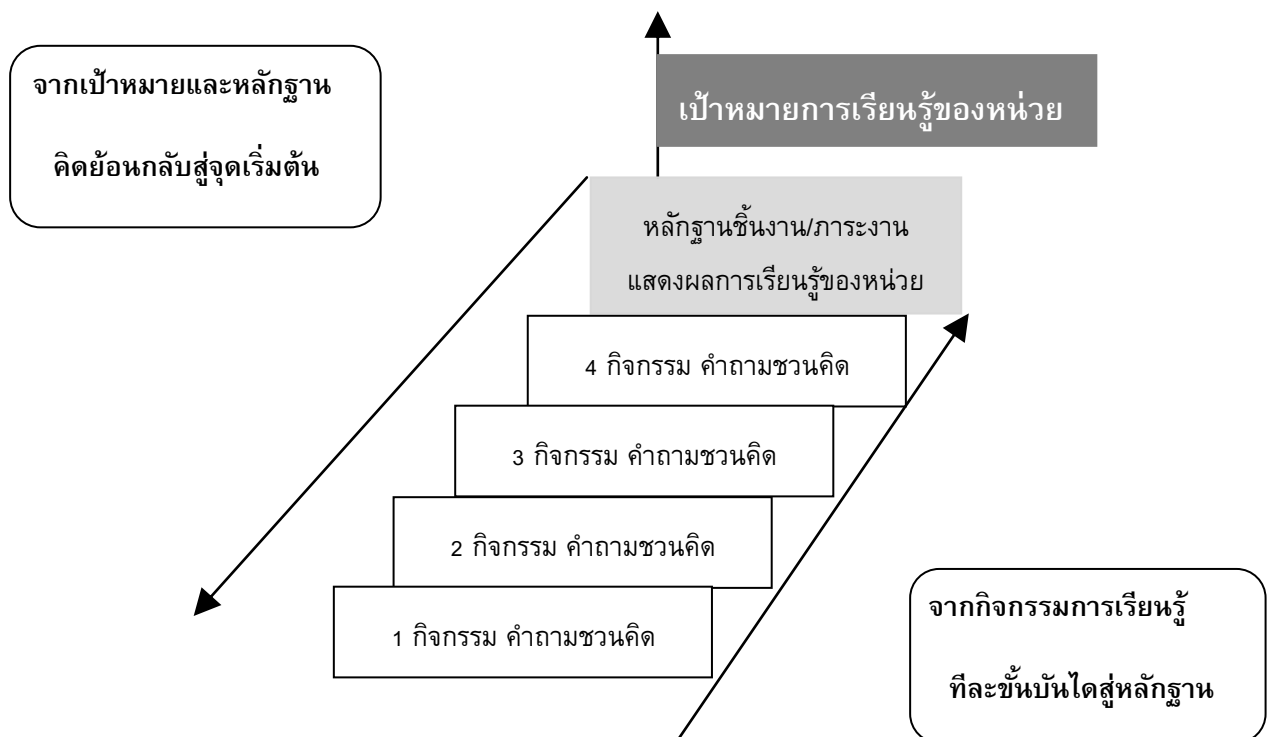 จากเป้าหมายและหลักฐาน
คิดย้อนกลับสู่จุดเริ่มต้น
เป้าหมายการเรียนรู้ของหน่วย
หลักฐานชิ้นงาน/ภาระงาน
แสดงผลการเรียนรู้ของหน่วย
4 กิจกรรม คำถามชวนคิด
3 กิจกรรม คำถามชวนคิด
2 กิจกรรม คำถามชวนคิด
1 กิจกรรม คำถามชวนคิด
จากกิจกรรมการเรียนรู้
ทีละขั้นบันไดสู่หลักฐาน